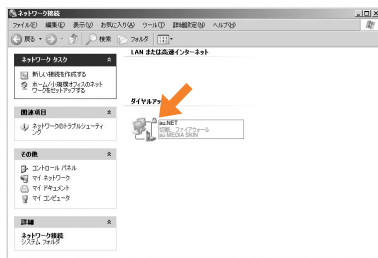 ネットワーク接続
ファイル(F) 編集(E) 表示(V) お気に入り(A) ツール(T) 詳細設定(N) ヘルプ(H)
戻る 検索 フォルダ
ネットワーク タスク
新しい接続を作成する
ホーム/小規模オフィスのネット
ワークをセットアップする
関連項目
ネットワークのトラブルシューティ
ング
その他
コントロール パネル
マイ ネットワーク
マイ ドキュメント
マイ コンピュータ
詳細
ネットワーク接続
システム フォルダ
LAN または高速インターネット
ダイヤルアッ
au.NET
切断、ファイアウォール
au MEDIA SKIN